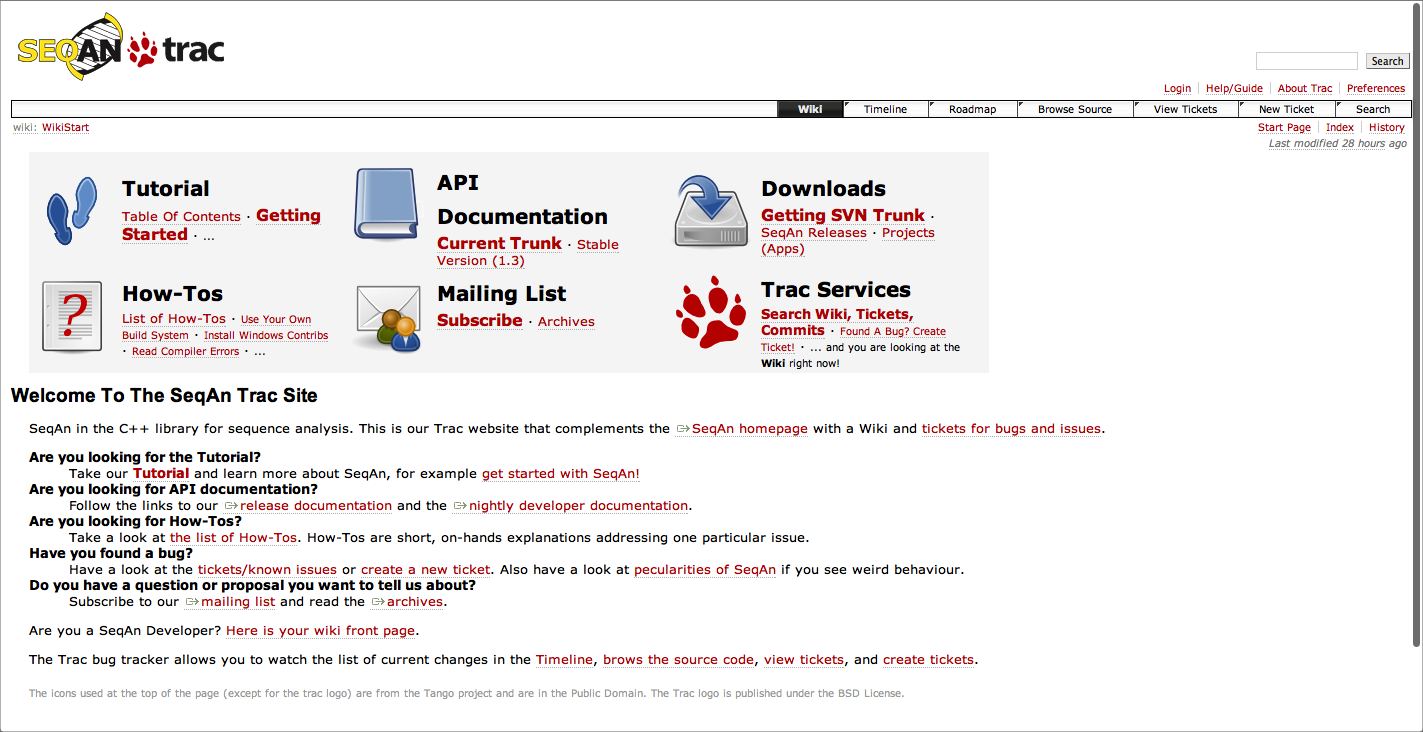 SEQAN trac
Search
Login Help/Guide About Trac Preferences
Wiki Timeline Roadmap Browse Source View Tickets New Ticket Search
wiki: WikiStart
Start Page Index History
Last modified 28 hours ago
Tutorial
Table Of Contents · Getting
Started · ...
API
Documentation
Current Trunk · Stable
Version (1.3)
Downloads
Getting SVN Trunk ·
SeqAn Releases · Projects
(Apps)
?
How-Tos
List of How-Tos · Use Your Own
Build System · Install Windows Contribs
· Read Compiler Errors · ...
Mailing List
Subscribe · Archives
Trac Services
Search Wiki, Tickets,
Commits · Found A Bug? Create
Ticket! · ... and you are looking at the
Wiki right now!
Welcome To The SeqAn Trac Site
SeqAn in the C++ library for sequence analysis. This is our Trac website that complements the SeqAn homepage with a Wiki and tickets for bugs and issues.
Are you looking for the Tutorial?
Take our Tutorial and learn more about SeqAn, for example get started with SeqAn!
Are you looking for API documentation?
Follow the links to our release documentation and the nightly developer documentation.
Are you looking for How-Tos?
Take a look at the list of How-Tos. How-Tos are short, on-hands explanations addressing one particular issue.
Have you found a bug?
Have a look at the tickets/known issues or create a new ticket. Also have a look at pecularities of SeqAn if you see weird behaviour.
Do you have a question or proposal you want to tell us about?
Subscribe to our mailing list and read the archives.
Are you a SeqAn Developer? Here is your wiki front page.
The Trac bug tracker allows you to watch the list of current changes in the Timeline, brows the source code, view tickets, and create tickets.
The icons used at the top of the page (except for the trac logo) are from the Tango project and are in the Public Domain. The Trac logo is published under the BSD License.